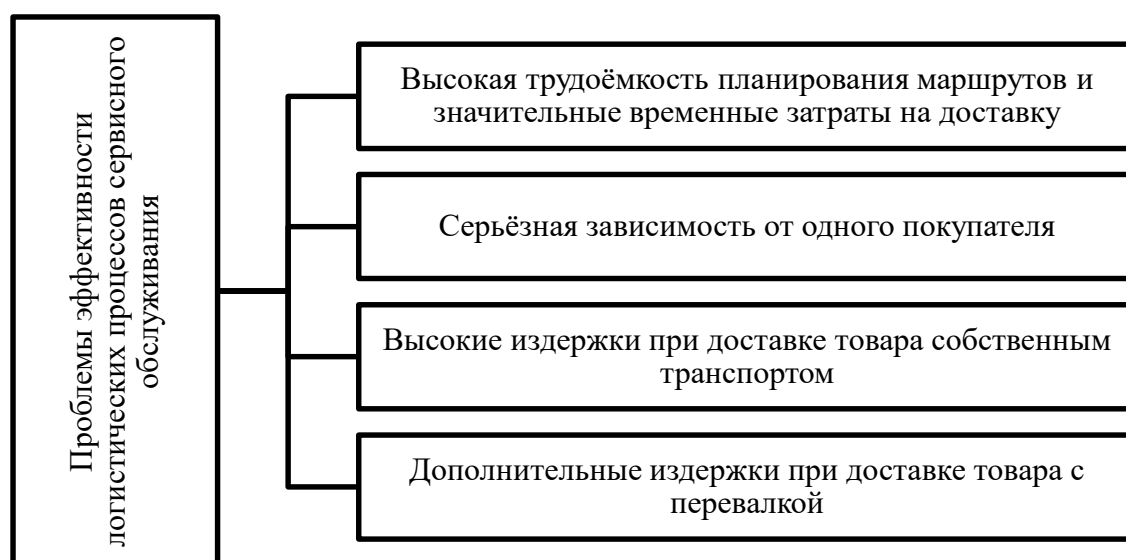 Проблемы эффективности
логистических процессов сервисного
обслуживания
Высокая трудоёмкость планирования маршрутов и
значительные временные затраты на доставку
Серьёзная зависимость от одного покупателя
Высокие издержки при доставке товара собственным
транспортом
Дополнительные издержки при доставке товара с
перевалкой